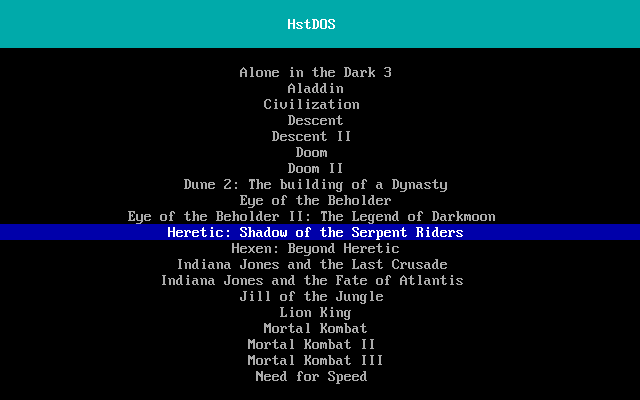 HstDOS
Alone in the Dark 3
Aladdin
Civilization
Descent
Descent II
Doom
Doom II
Dune 2: The building of a Dynasty
Eye of the Beholder
Eye of the Beholder II: The Legend of Darkmoon
Heretic: Shadow of the Serpent Riders
Hexen: Beyond Heretic
Indiana Jones and the Last Crusade
Indiana Jones and the Fate of Atlantis
Jill of the Jungle
Lion King
Mortal Kombat
Mortal Kombat II
Mortal Kombat III
Need for Speed